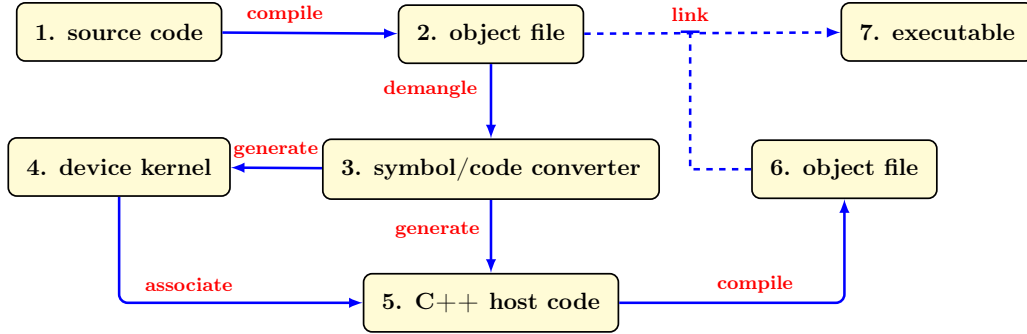 compile
link
1. source code
2. object file
7. executable
demangle
generate
4. device kernel
3. symbol/code converter
6. object file
generate
associate
compile
5. C++ host code